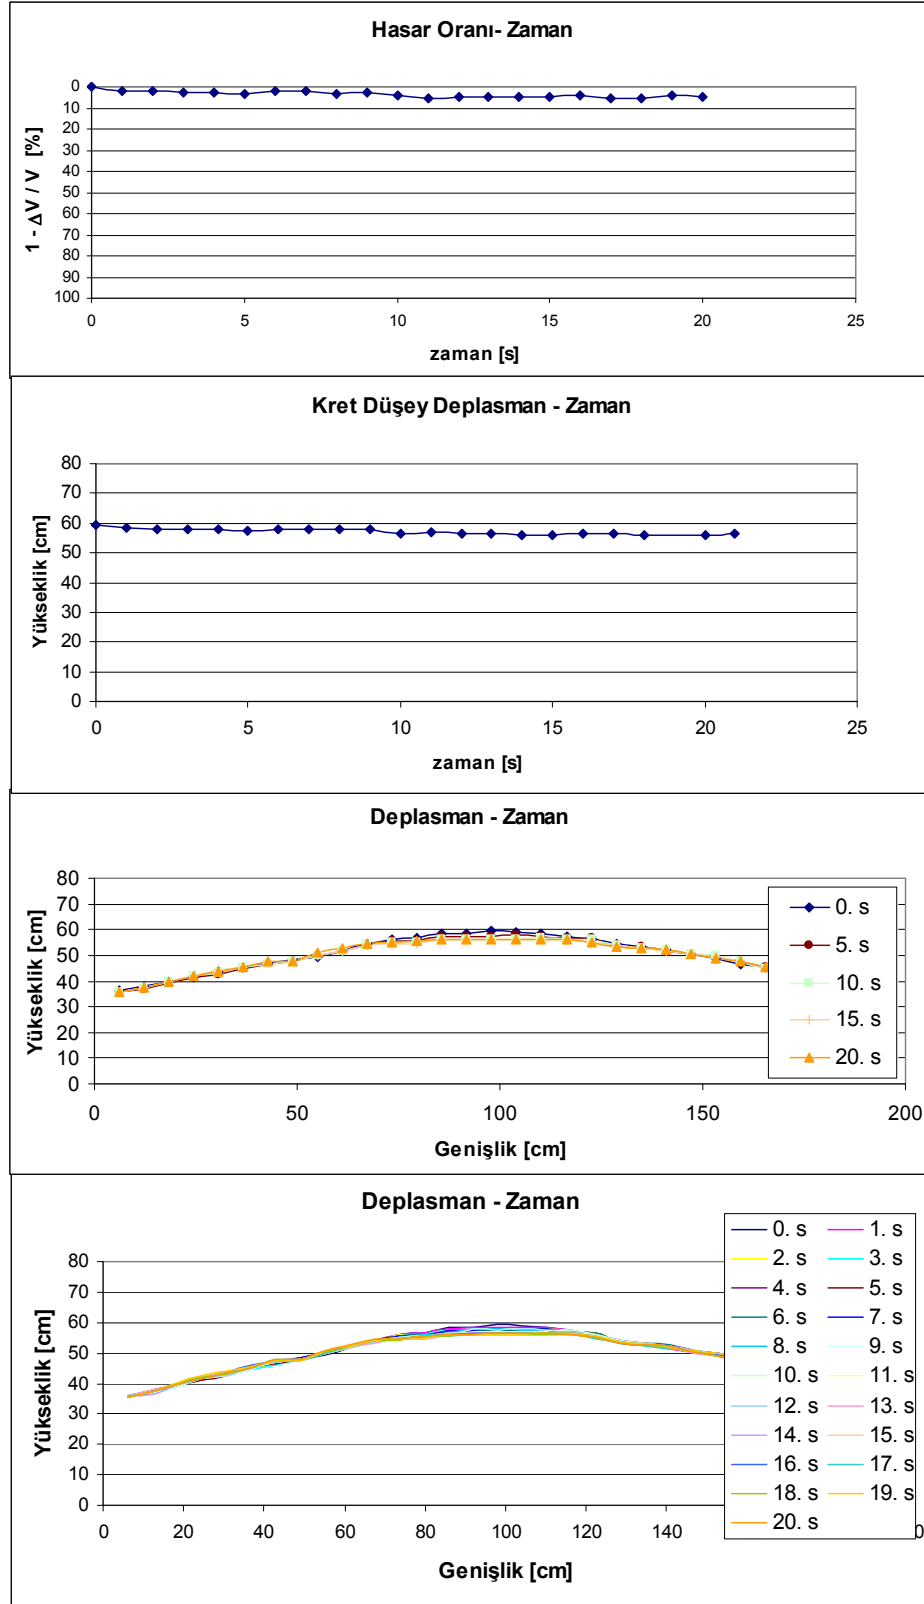 Hasar Oranı- Zaman
1 - ΔV / V [%]
0
10
20
30
40
50
60
70
80
90
100
0 5 10 15 20 25
zaman [s]
Kret Düşey Deplasman - Zaman
Yükseklik [cm]
80
70
60
50
40
30
20
10
0
0 5 10 15 20 25
zaman [s]
Deplasman - Zaman
Yükseklik [cm]
80
70
60
50
40
30
20
10
0
0 50 100 150 200
Genişlik [cm]
0. s
5. s
10. s
15. s
20. s
Deplasman - Zaman
Yükseklik [cm]
80
70
60
50
40
30
20
10
0
0 20 40 60 80 100 120 140 0
Genişlik [cm]
0. s 1. s
2. s 3. s
4. s 5. s
6. s 7. s
8. s 9. s
10. s 11. s
12. s 13. s
14. s 15. s
16. s 17. s
18. s 19. s
20. s